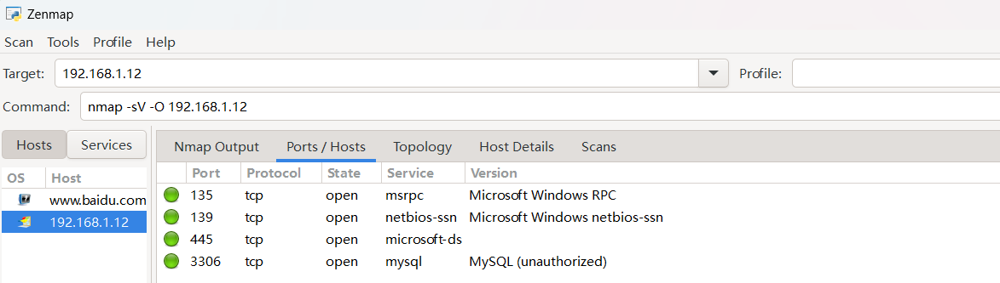 Zenmap
Scan Tools Profile Help
Target: 192.168.1.12 Profile:
Command: nmap -sV -O 192.168.1.12
Hosts Services Nmap Output Ports / Hosts Topology Host Details Scans
OS Host Port Protocol State Service Version
www.baidu.com 135 tcp open msrpc Microsoft Windows RPC
192.168.1.12 139 tcp open netbios-ssn Microsoft Windows netbios-ssn
445 tcp open microsoft-ds
3306 tcp open mysql MySQL (unauthorized)